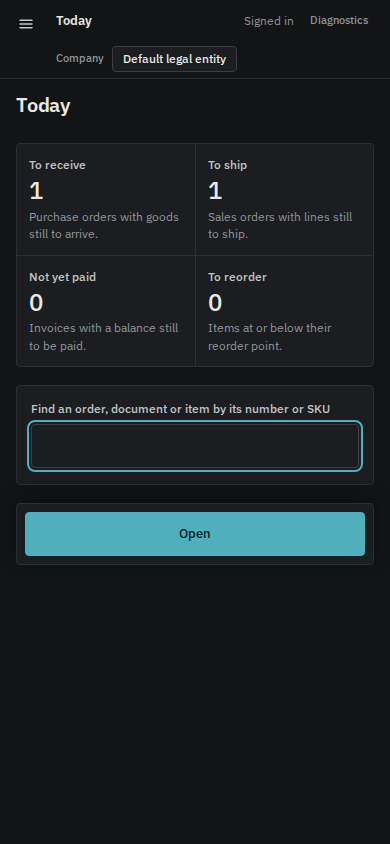 Today
Signed in
Diagnostics
Company
Default legal entity
Today
To receive
1
Purchase orders with goods
still to arrive.
To ship
1
Sales orders with lines still
to ship.
Not yet paid
0
Invoices with a balance still
to be paid.
To reorder
0
Items at or below their
reorder point.
Find an order, document or item by its number or SKU
Open